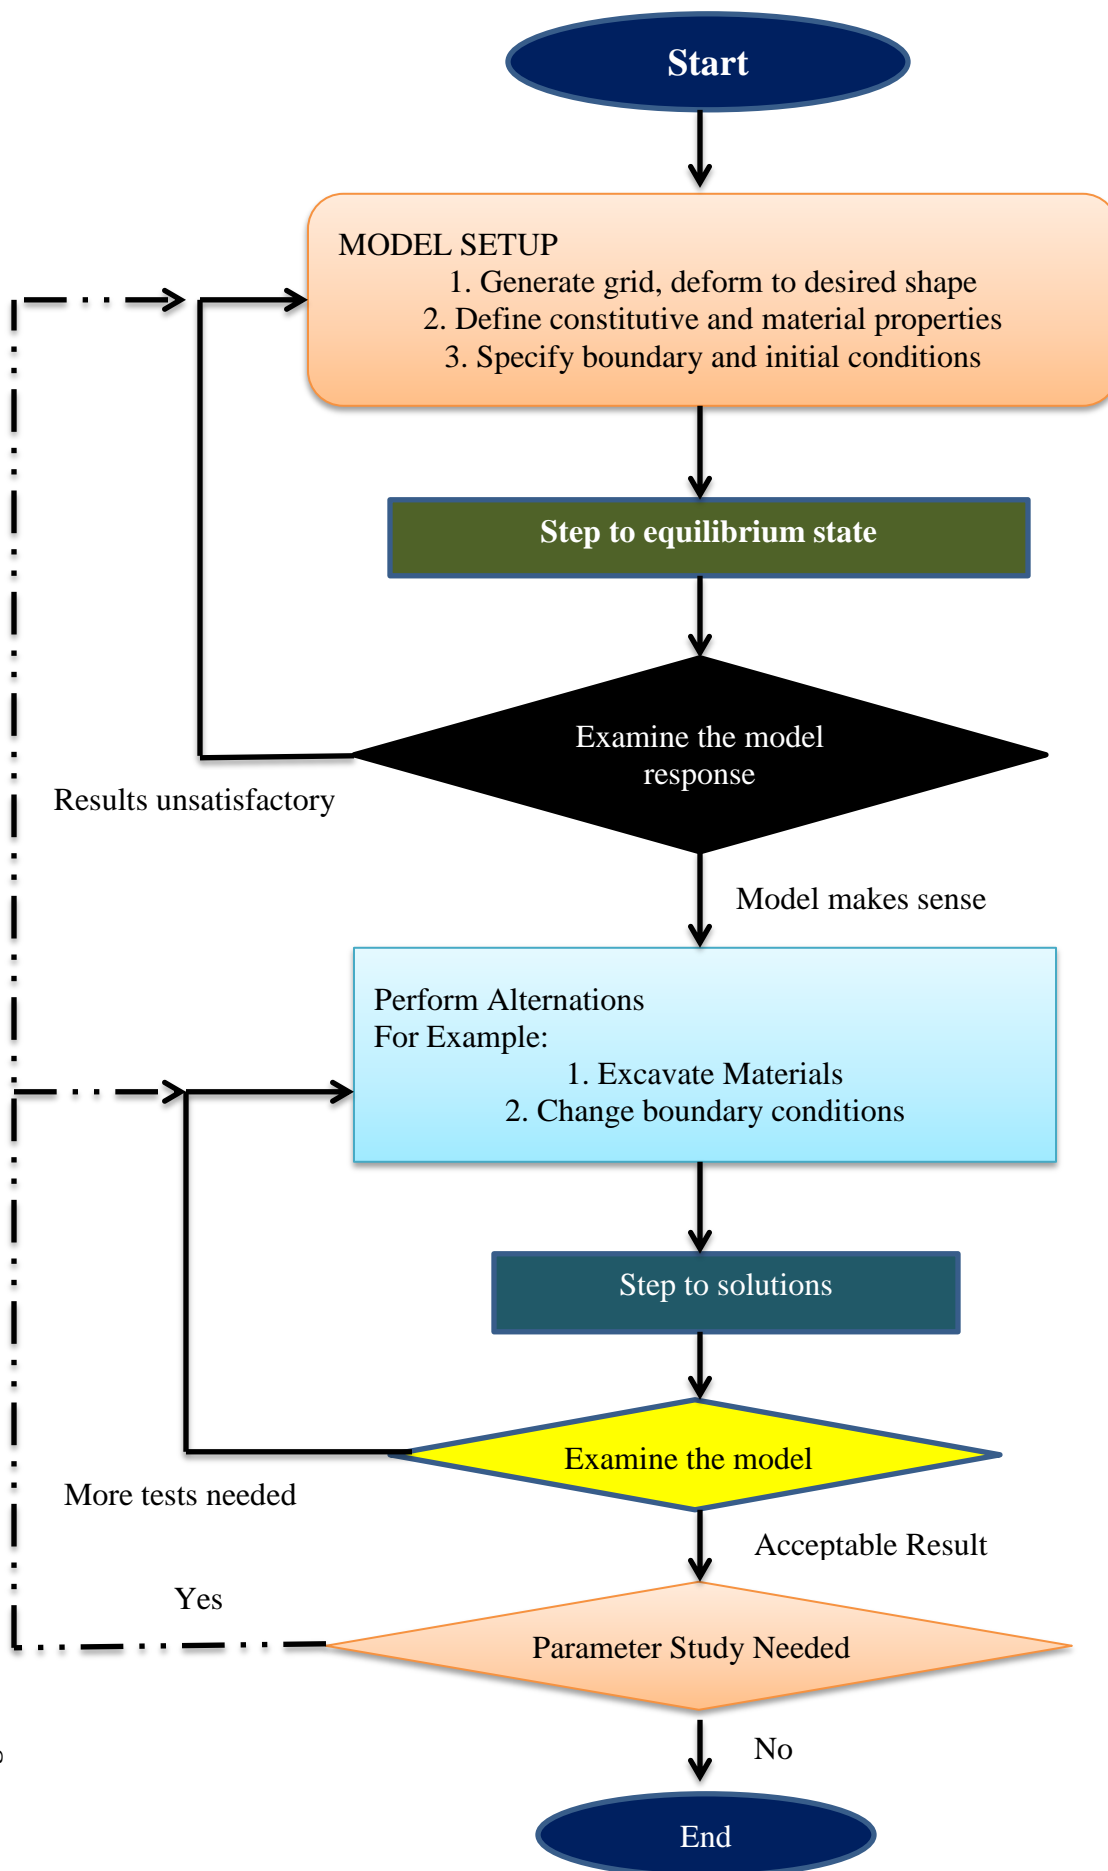 Start
MODEL SETUP
1. Generate grid, deform to desired shape
2. Define constitutive and material properties
3. Specify boundary and initial conditions
Step to equilibrium state
Examine the model
response
Results unsatisfactory
Model makes sense
Perform Alternations
For Example:
1. Excavate Materials
2. Change boundary conditions
Step to solutions
Examine the model
More tests needed
Acceptable Result
Yes
Parameter Study Needed
No
End